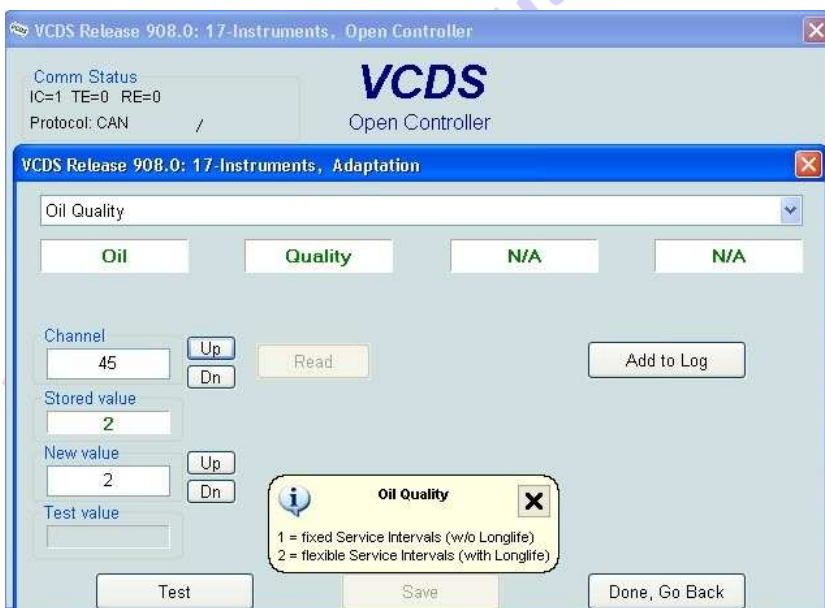 VCDS Release 908.0: 17-Instruments, Open Controller
Comm Status
IC=1 TE=0 RE=0
Protocol: CAN /
VCDS
Open Controller
VCDS Release 908.0: 17-Instruments, Adaptation
Oil Quality
Oil Quality N/A N/A
Channel
45
Up
Dn
Read
Add to Log
Stored value
2
New value
2
Up
Dn
Test value
Oil Quality
1 = fixed Service Intervals (w/o Longlife)
2 = flexible Service Intervals (with Longlife)
Test
Save
Done, Go Back